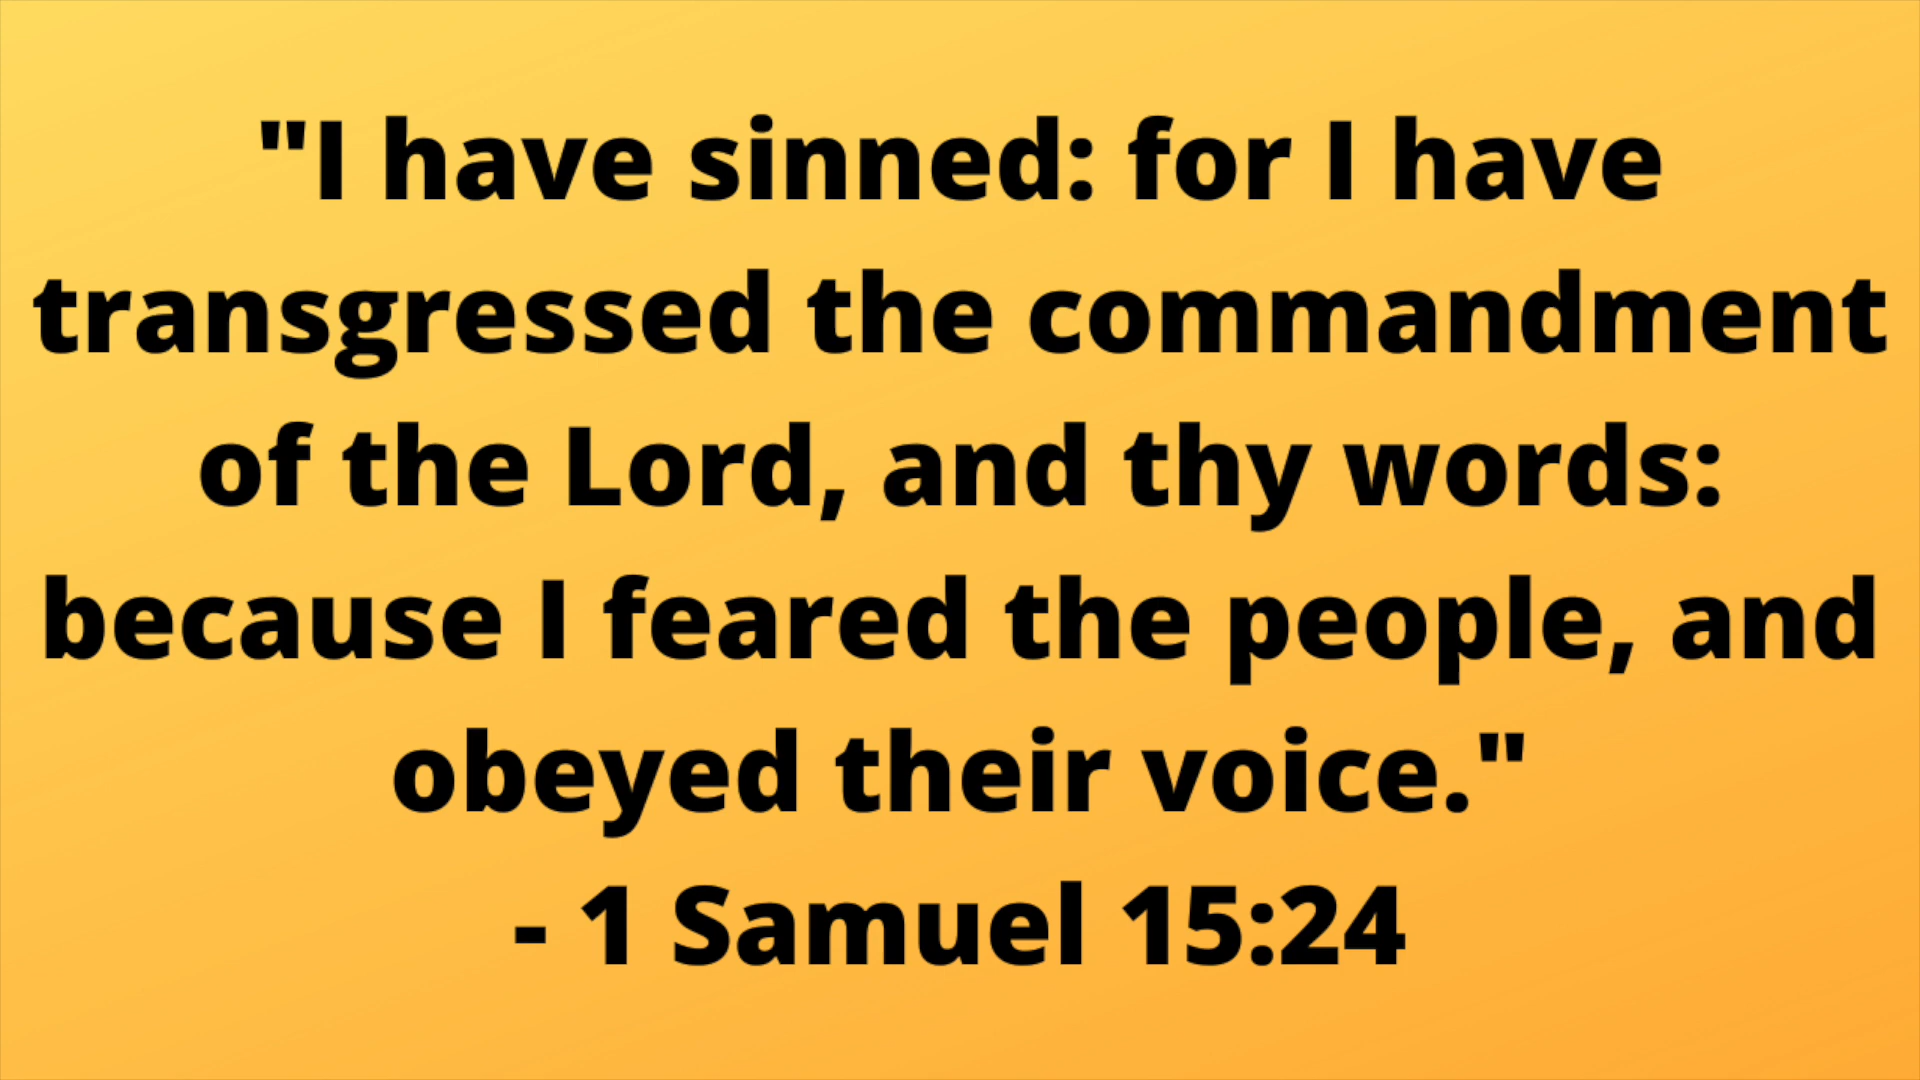 "I have sinned: for I have
transgressed the commandment
of the Lord, and thy words:
because I feared the people, and
obeyed their voice."
- 1 Samuel 15:24